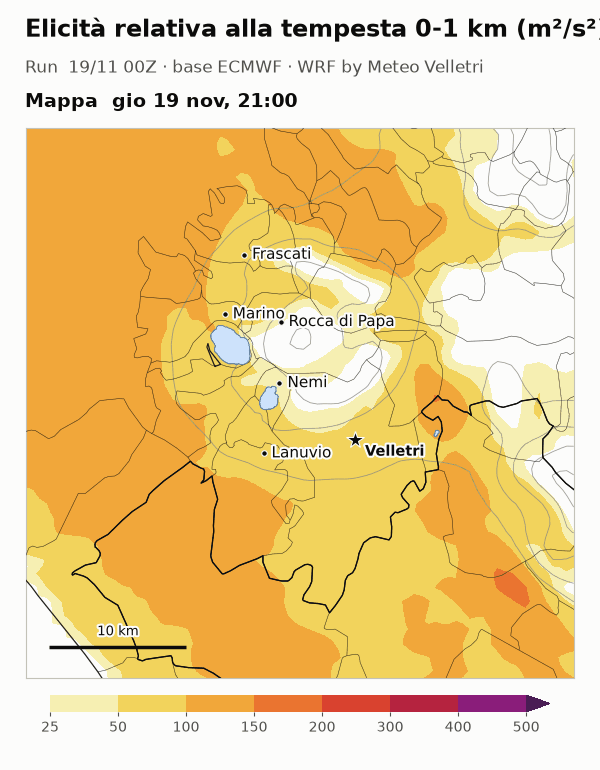 Elicità relativa alla tempesta 0-1 km (m²/s²)
Run 19/11 00Z · base ECMWF · WRF by Meteo Velletri
Mappa gio 19 nov, 21:00
Frascati
Marino
Rocca di Papa
Nemi
Velletri
Lanuvio
10 km
25 50 100 150 200 300 400 500